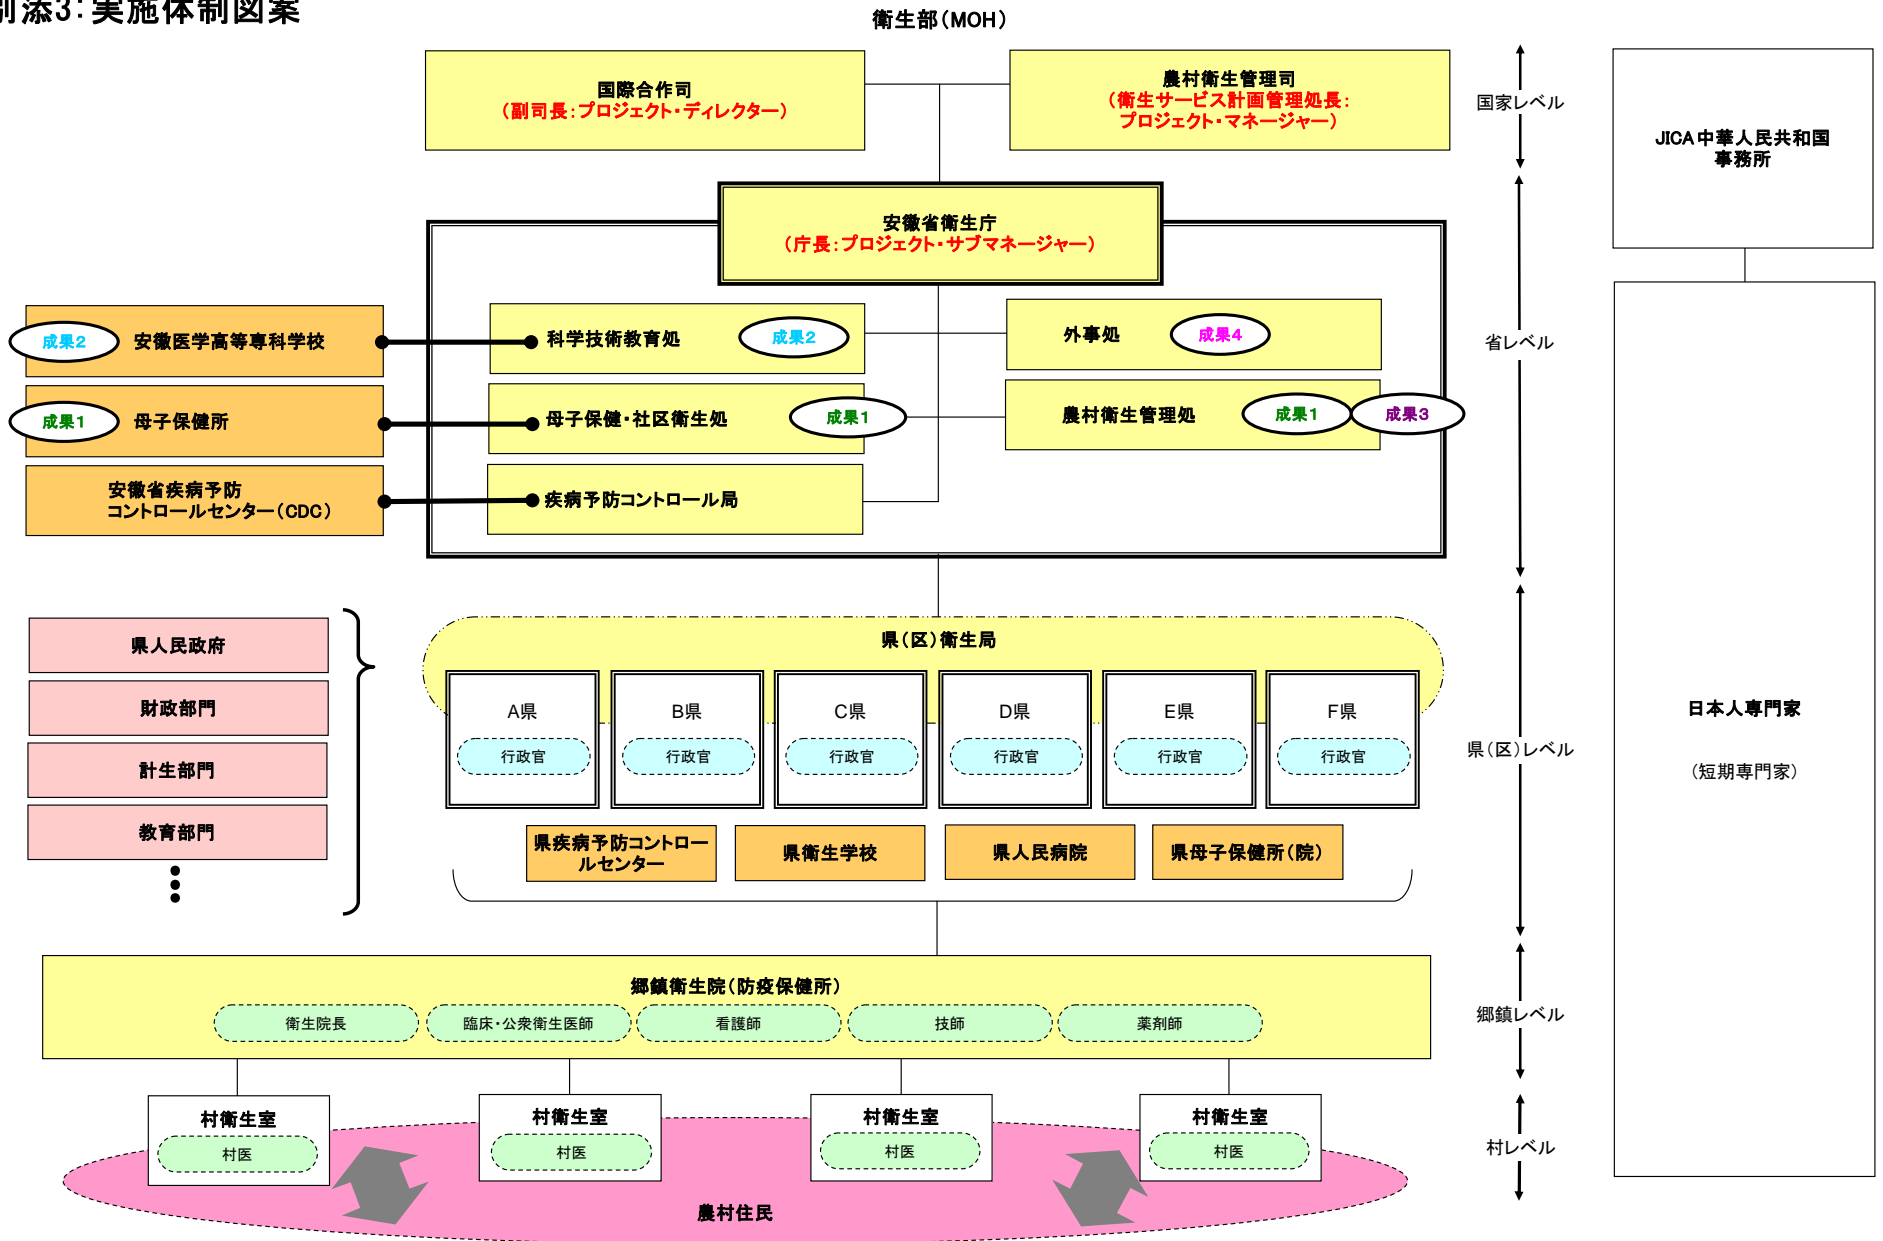 別添3：実施体制図案
衛生部（MOH）
国際合作司
（副司長：プロジェクト・ディレクター）
農村衛生管理司
（衛生サービス計画管理処長：
プロジェクト・マネージャー）
国家レベル
JICA中華人民共和国
事務所
安徽省衛生庁
（庁長：プロジェクト・サブマネージャー）
成果2
安徽医学高等専科学校
科学技術教育処
成果2
外事処
成果4
省レベル
成果1
母子保健所
母子保健・社区衛生処
成果1
農村衛生管理処
成果1
成果3
安徽省疾病予防
コントロールセンター（CDC）
疾病予防コントロール局
県人民政府
財政部門
計生部門
教育部門
県（区）衛生局
A県
B県
C県
D県
E県
F県
行政官
行政官
行政官
行政官
行政官
行政官
県（区）レベル
日本人専門家
（短期専門家）
県疾病予防コントロー
ルセンター
県衛生学校
県人民病院
県母子保健所（院）
郷鎮衛生院（防疫保健所）
衛生院長
臨床・公衆衛生医師
看護師
技師
薬剤師
郷鎮レベル
村衛生室
村衛生室
村衛生室
村衛生室
村医
村医
村医
村医
村レベル
農村住民